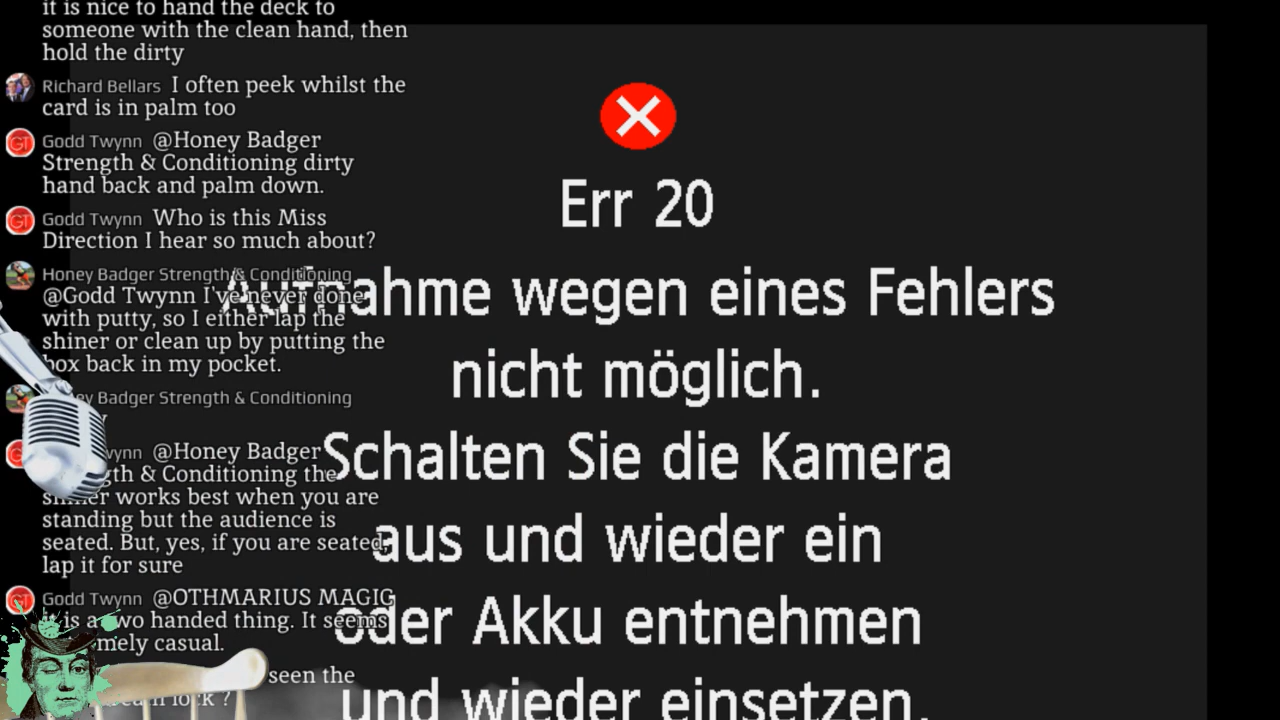 it is nice to hand the deck to
someone with the clean hand, then
hold the dirty
Richard Bellars I often peek whilst the
card is in palm too
GT Godd Twynn @Honey Badger
Strength & Conditioning dirty
hand back and palm down.
GT Godd Twynn Who is this Miss
Direction I hear so much about?
Honey Badger Strength & Conditioning
@Godd Twynn I've never done
with putty, so I either lap the
shiner or clean up by putting the
box back in my pocket.
Badger Strength & Conditioning
@Honey Badger
& Conditioning the
works best when you are
standing but the audience is
seated. But, yes, if you are seated,
lap it for sure
GT Godd Twynn @OTHMARIUS MAGIC
is a two handed thing. It seems
casual.
seen the
?
Err 20
Aufnahme wegen eines Fehlers
nicht möglich.
Schalten Sie die Kamera
aus und wieder ein
oder Akku entnehmen
und wieder einsetzen.